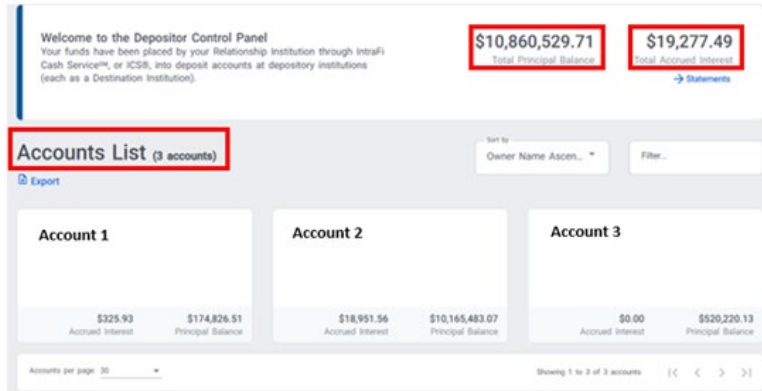 Welcome to the Depositor Control Panel
Your funds have been placed by your Relationship Institution through IntraFi
Cash Service℠, or ICS®, into deposit accounts at depository institutions
(each as a Destination Institution).
$10,860,529.71
Total Principal Balance
$19,277.49
Total Accrued Interest
→ Statements
Accounts List (3 accounts)
Export
Sort by
Owner Name Ascen...
Filter...
Account 1
$325.93
Accrued Interest
$174,826.51
Principal Balance
Account 2
$18,951.56
Accrued Interest
$10,165,483.07
Principal Balance
Account 3
$0.00
Accrued Interest
$520,220.13
Principal Balance
Accounts per page 30
Showing 1 to 3 of 3 accounts